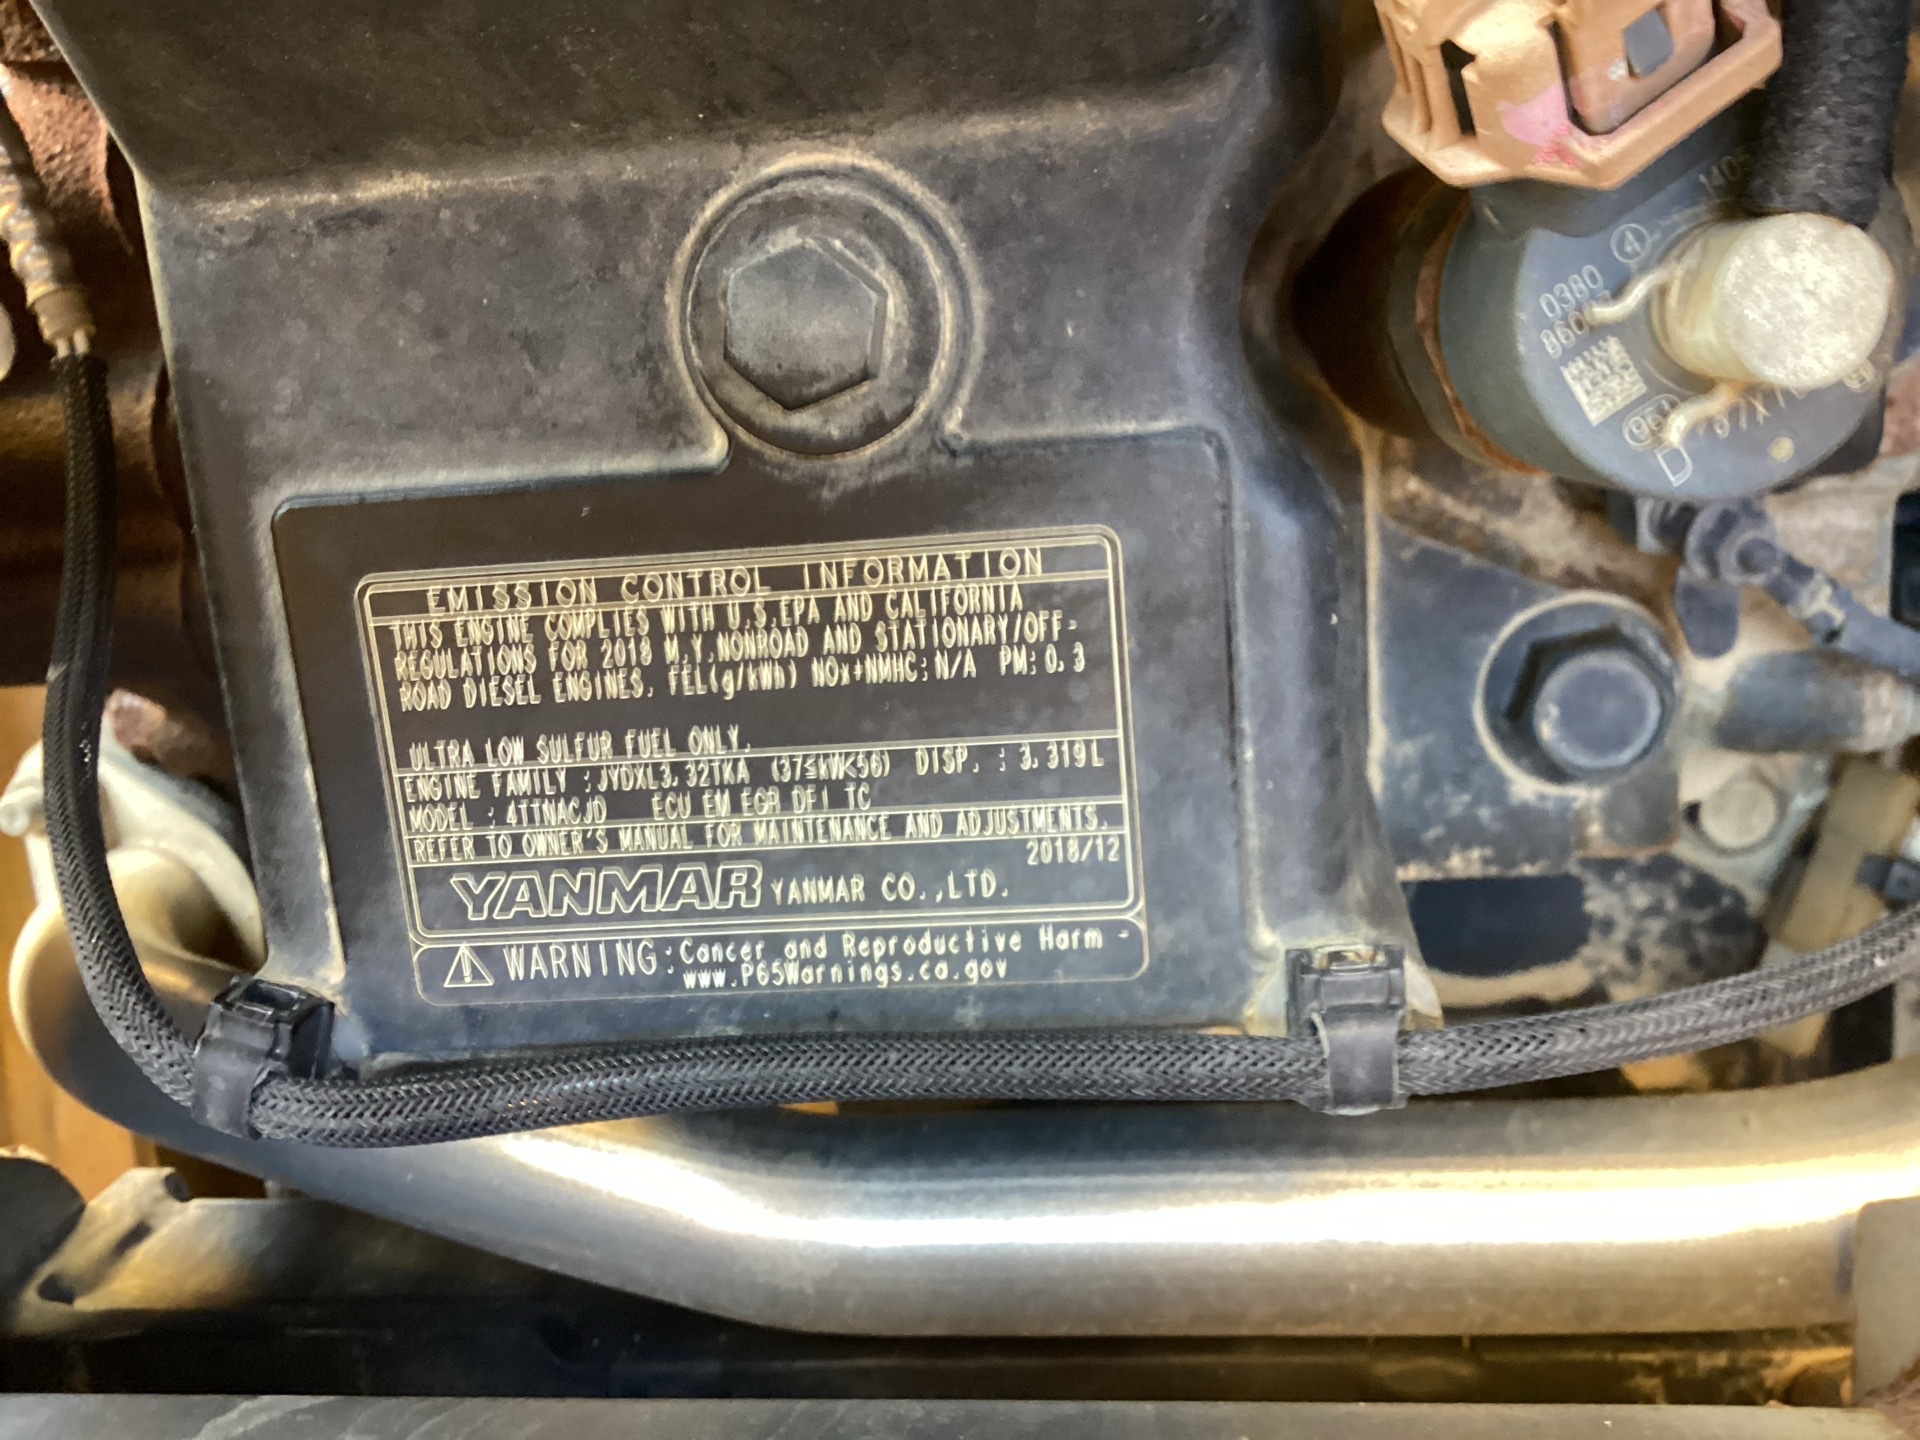 EMISSION CONTROL INFORMATION
THIS ENGINE COMPLIES WITH U.S.EPA AND CALIFORNIA
REGULATIONS FOR 2018 M.Y.NONROAD AND STATIONARY/OFF-
ROAD DIESEL ENGINES. FEL(g/kWh) NOx+NMHC:N/A PM:0.3
ULTRA LOW SULFUR FUEL ONLY.
ENGINE FAMILY :JYDXL3.32TKA (37≤kW<56) DISP. : 3.319L
MODEL : 4TTNACJD ECU EM EGR DFI TC
REFER TO OWNER'S MANUAL FOR MAINTENANCE AND ADJUSTMENTS.
2018/12
YANMAR YANMAR CO.,LTD.
WARNING:Cancer and Reproductive Harm -
www.P65Warnings.ca.gov
4
0380
D